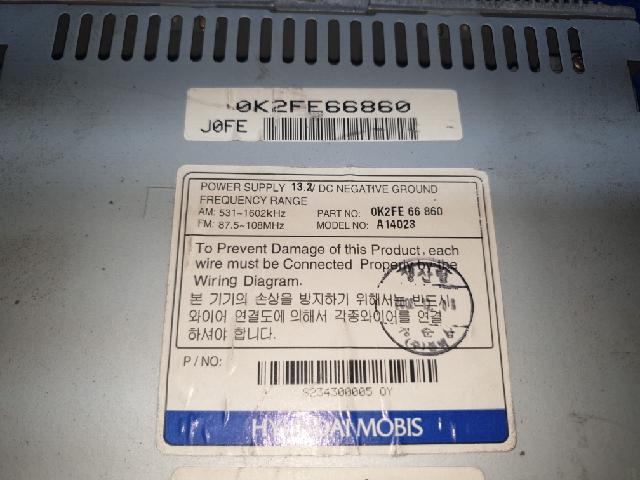 0K2FE66860
J0FE
POWER SUPPLY 13.2V DC NEGATIVE GROUND
FREQUENCY RANGE
AM: 531~1602kHz PART NO: 0K2FE 66 860
FM: 87.5~108MHz MODEL NO: A14023
To Prevent Damage of this Product, each
wire must be Connected Properly by the
Wiring Diagram.
생산
본 기기의 손상을 방지하기 위해서는 반드시
와이어 연결도에 의해서 각종와이어를 연결
하셔야 합니다.
P / NO:
9234300005 0Y
HYUNDAI MOBIS